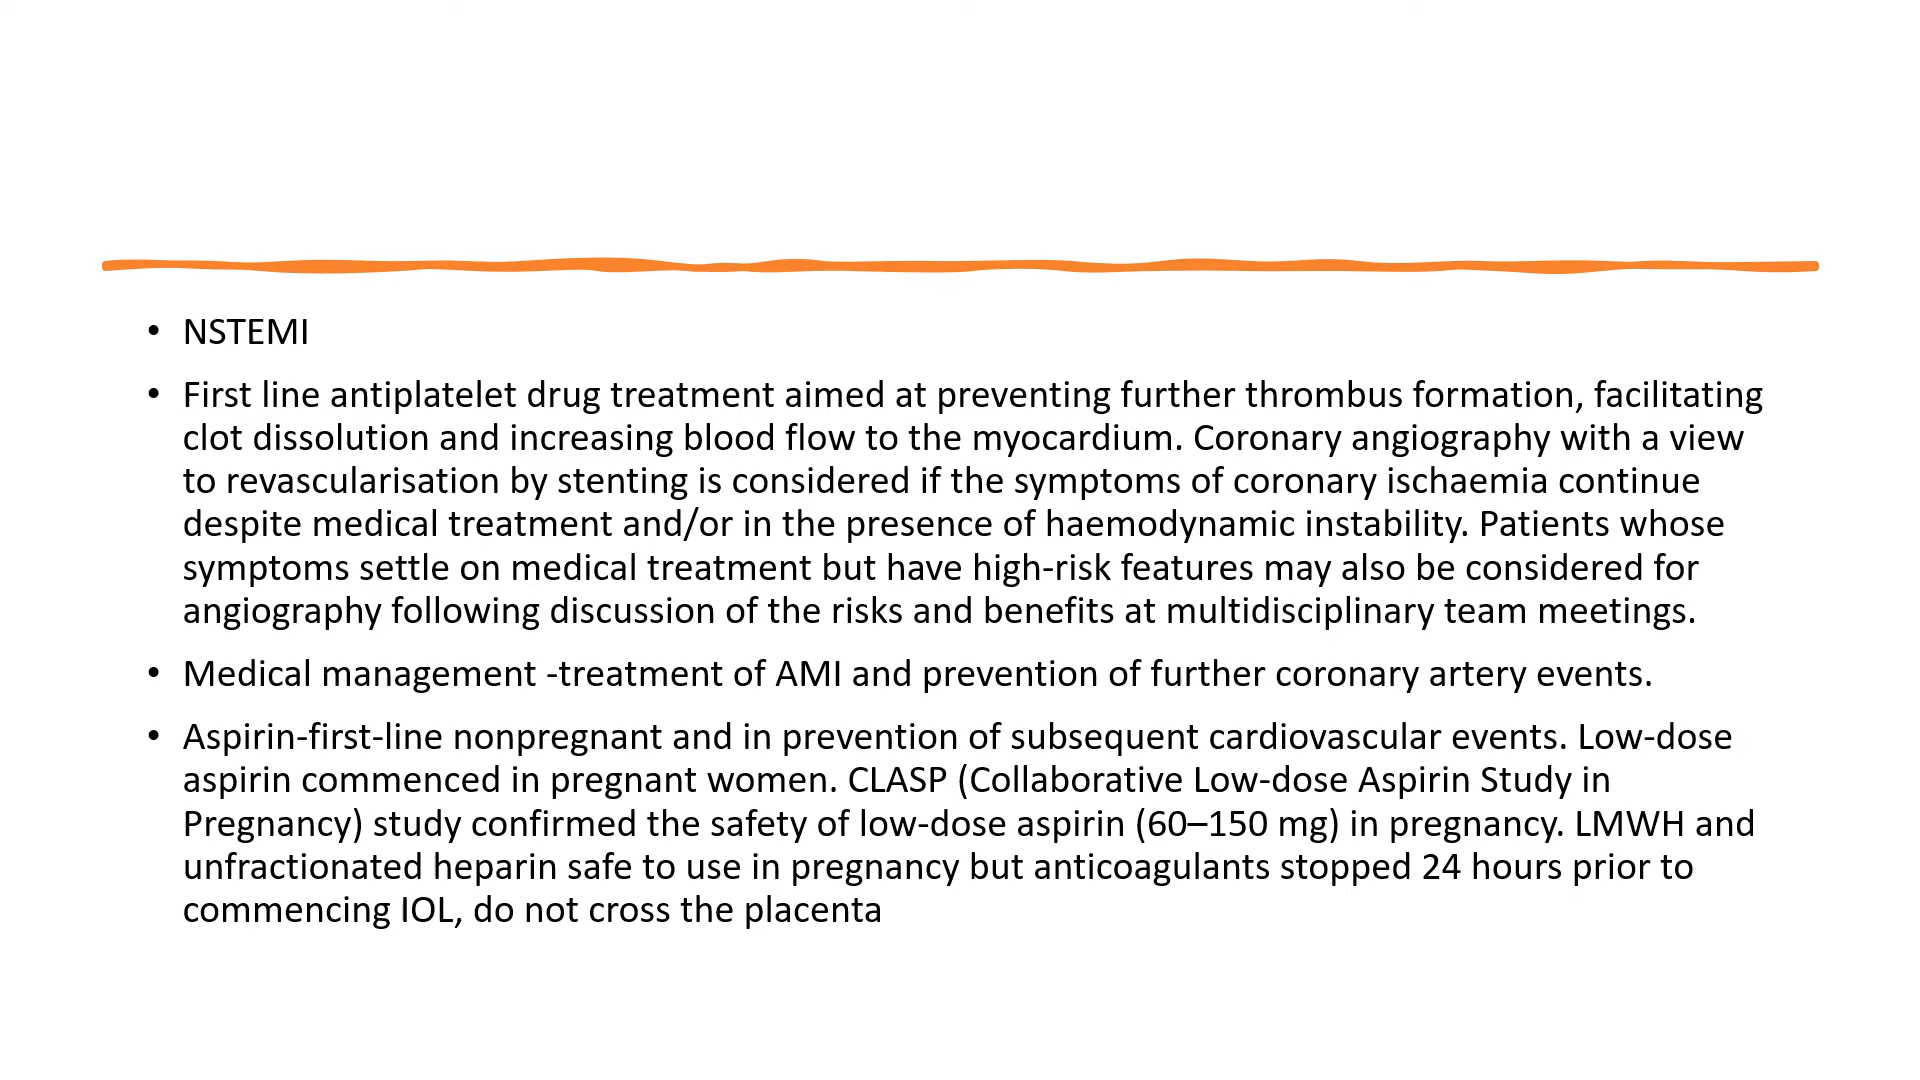 • NSTEMI
• First line antiplatelet drug treatment aimed at preventing further thrombus formation, facilitating
clot dissolution and increasing blood flow to the myocardium. Coronary angiography with a view
to revascularisation by stenting is considered if the symptoms of coronary ischaemia continue
despite medical treatment and/or in the presence of haemodynamic instability. Patients whose
symptoms settle on medical treatment but have high-risk features may also be considered for
angiography following discussion of the risks and benefits at multidisciplinary team meetings.
• Medical management -treatment of AMI and prevention of further coronary artery events.
• Aspirin-first-line nonpregnant and in prevention of subsequent cardiovascular events. Low-dose
aspirin commenced in pregnant women. CLASP (Collaborative Low-dose Aspirin Study in
Pregnancy) study confirmed the safety of low-dose aspirin (60–150 mg) in pregnancy. LMWH and
unfractionated heparin safe to use in pregnancy but anticoagulants stopped 24 hours prior to
commencing IOL, do not cross the placenta